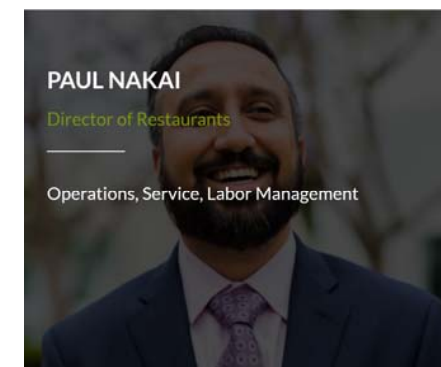 PAUL NAKAI
Director of Restaurants
Operations, Service, Labor Management